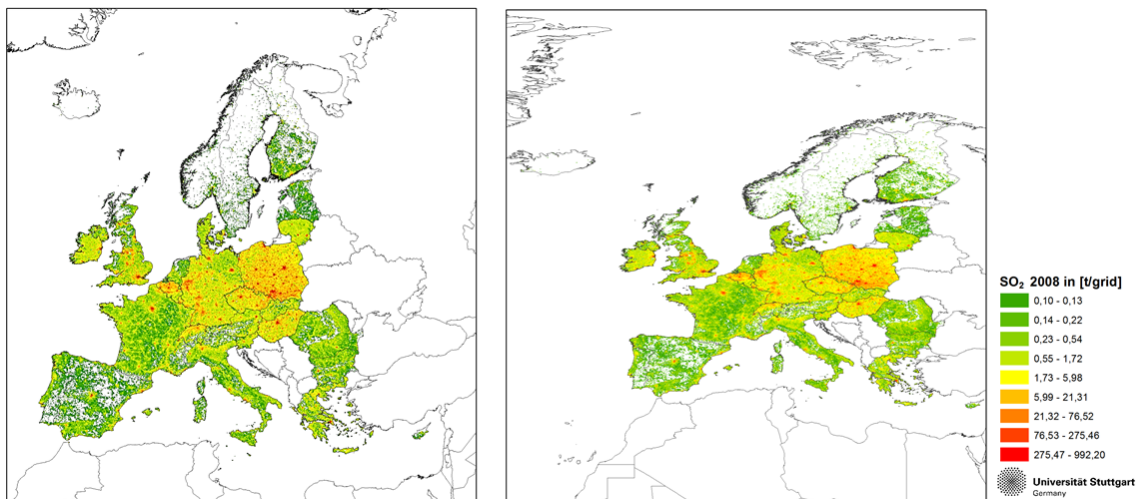 SO₂ 2008 in [t/grid]
0,10 - 0,13
0,14 - 0,22
0,23 - 0,54
0,55 - 1,72
1,73 - 5,98
5,99 - 21,31
21,32 - 76,52
76,53 - 275,46
275,47 - 992,20
Universität Stuttgart
Germany